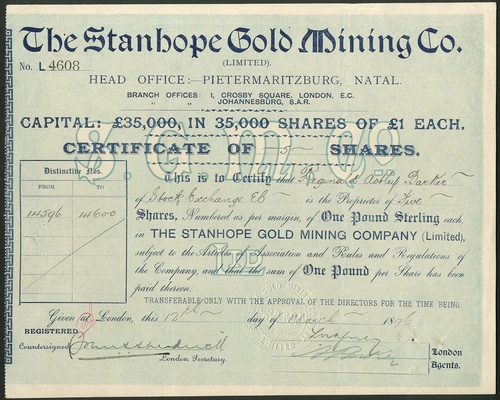 The Stanhope Gold Mining Co.
(LIMITED).
No. L 4608
HEAD OFFICE:— PIETERMARITZBURG, NATAL.
BRANCH OFFICES: 1, CROSBY SQUARE, LONDON, E.C.
" " JOHANNESBURG, S.A.R.
CAPITAL: £35,000, IN 35,000 SHARES OF £1 EACH.
S.G.M.Co
CERTIFICATE OF 5 SHARES.
Distinctive Nos.
FROM TO
14596 14600
This is to Certify that Reginald Barker
of Stock Exchange EC is the Proprietor of Five
Shares, Numbered as per margin, of One Pound Sterling each,
in THE STANHOPE GOLD MINING COMPANY (Limited),
subject to the Articles of Association and Rules and Regulations of
the Company, and that the sum of One Pound per Share has been
paid thereon.
TRANSFERABLE ONLY WITH THE APPROVAL OF THE DIRECTORS FOR THE TIME BEING.
Given at London, this 12th day of March 1896
REGISTERED
Countersigned
London Secretary.
London
Agents.